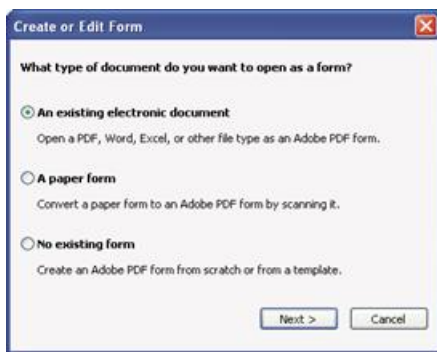 Create or Edit Form
What type of document do you want to open as a form?
An existing electronic document
Open a PDF, Word, Excel, or other file type as an Adobe PDF form.
A paper form
Convert a paper form to an Adobe PDF form by scanning it.
No existing form
Create an Adobe PDF form from scratch or from a template.
Next > Cancel